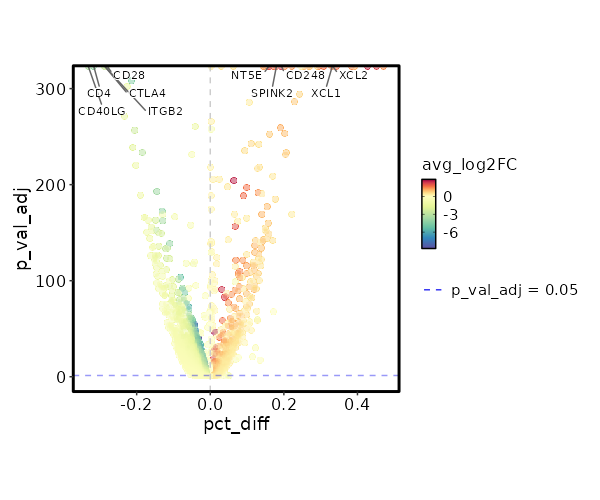 CD28
NT5E
CD248
XCL2
CD4
CTLA4
SPINK2
XCL1
CD40LG
ITGB2
300
200
100
0
p_val_adj
-0.2
0.0
0.2
0.4
pct_diff
avg_log2FC
0
-3
-6
p_val_adj = 0.05